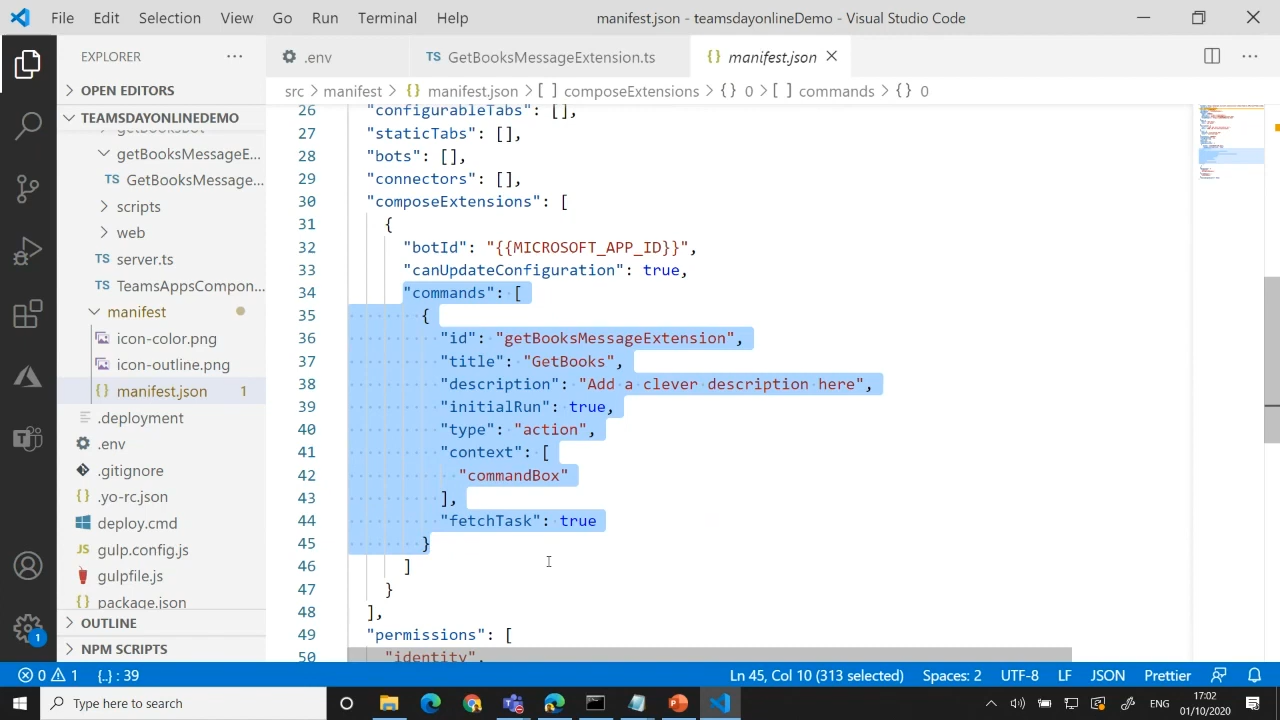 File Edit Selection View Go Run Terminal Help manifest.json - teamsdayonlineDemo - Visual Studio Code
EXPLORER ···
.env
TS GetBooksMessageExtension.ts
{} manifest.json
OPEN EDITORS
src > manifest > {} manifest.json > [ ] composeExtensions > {} 0 > [ ] commands > {} 0
TEAMSDAYONLINEDEMO
getBooksBot
getBooksMessageE...
TS GetBooksMessage...
scripts
web
TS server.ts
TS TeamsAppsCompon...
manifest
icon-color.png
icon-outline.png
{} manifest.json 1
.deployment
.env
.gitignore
{} .yo-rc.json
deploy.cmd
JS gulp.config.js
gulpfile.js
{} package.json
OUTLINE
NPM SCRIPTS
26 "configurableTabs": [],
27 "staticTabs": [],
28 "bots": [],
29 "connectors": [],
30 "composeExtensions": [
31 {
32 "botId": "{{MICROSOFT_APP_ID}}",
33 "canUpdateConfiguration": true,
34 "commands": [
35 {
36 "id": "getBooksMessageExtension",
37 "title": "GetBooks",
38 "description": "Add a clever description here",
39 "initialRun": true,
40 "type": "action",
41 "context": [
42 "commandBox"
43 ],
44 "fetchTask": true
45 }
46 ]
47 }
48 ],
49 "permissions": [
50 "identity",
1
0 1 {..} : 39 Ln 45, Col 10 (313 selected) Spaces: 2 UTF-8 LF JSON Prettier
Type here to search
ENG
17:02
01/10/2020